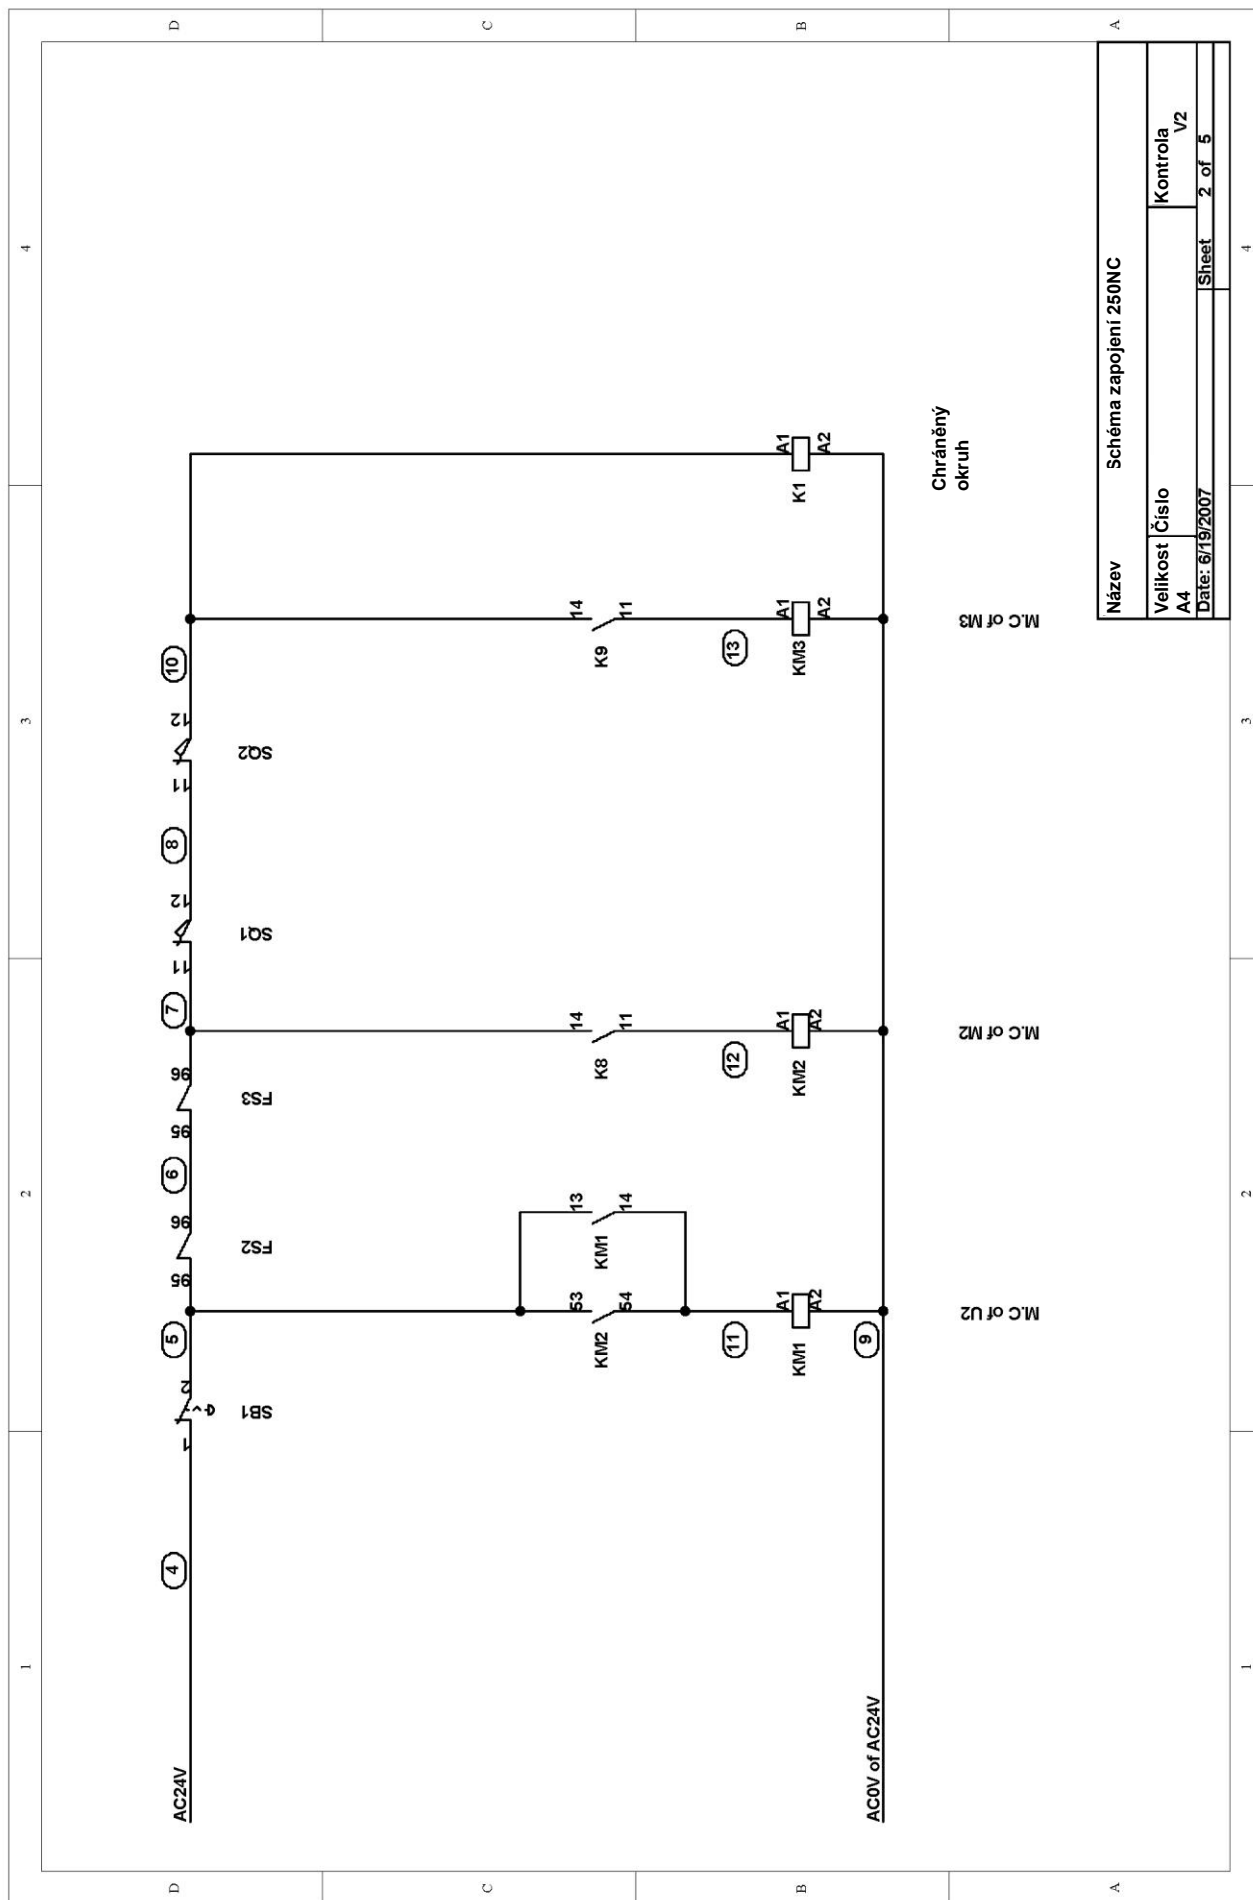 D C B A
4
3
2
1
AC24V
4
1 2
SB1
5
95 96
FS2
6
95 96
FS3
7
11 12
SQ1
8
11 12
SQ2
10
53
KM2
54
13
KM1
14
14
K8
11
14
K9
11
11
12
13
A1
KM1
A2
A1
KM2
A2
A1
KM3
A2
A1
K1
A2
9
AC0V of AC24V
M.C of U2
M.C of M2
M.C of M3
Chráněný
okruh
Název
Schéma zapojení 250NC
Velikost Číslo Kontrola
A4 V2
Date: 6/19/2007 Sheet 2 of 5
1
2
3
4
D C B A